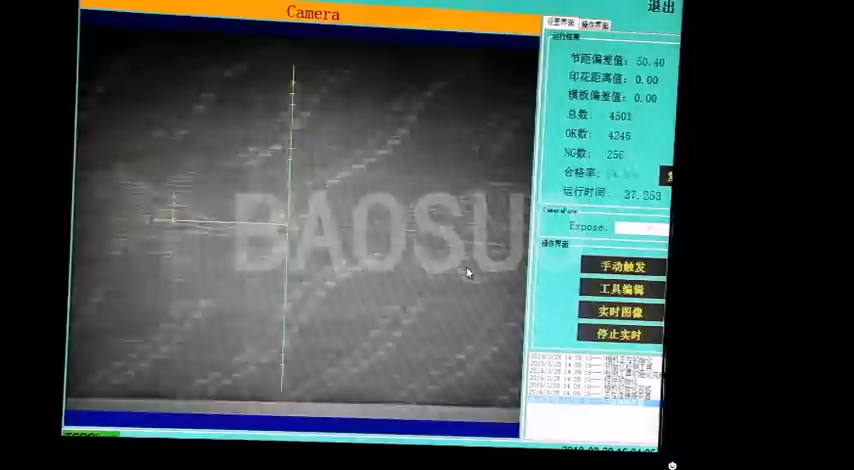 Camera
退出
设置界面 操作界面
运行结果
节距偏差值: 50.40
印花距离值: 0.00
模板偏差值: 0.00
总数: 4501
OK数: 4245
NG数: 256
合格率:
运行时间: 37.253
BAOSU
Expose:
操作界面
手动触发
工具编辑
实时图像
停止实时